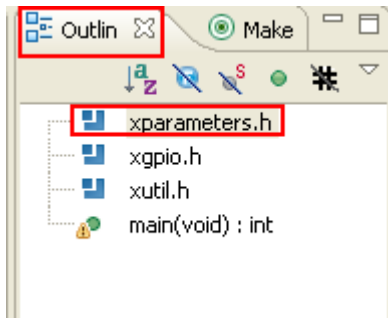 Outlin Make
xparameters.h
xgpio.h
xutil.h
main(void) : int